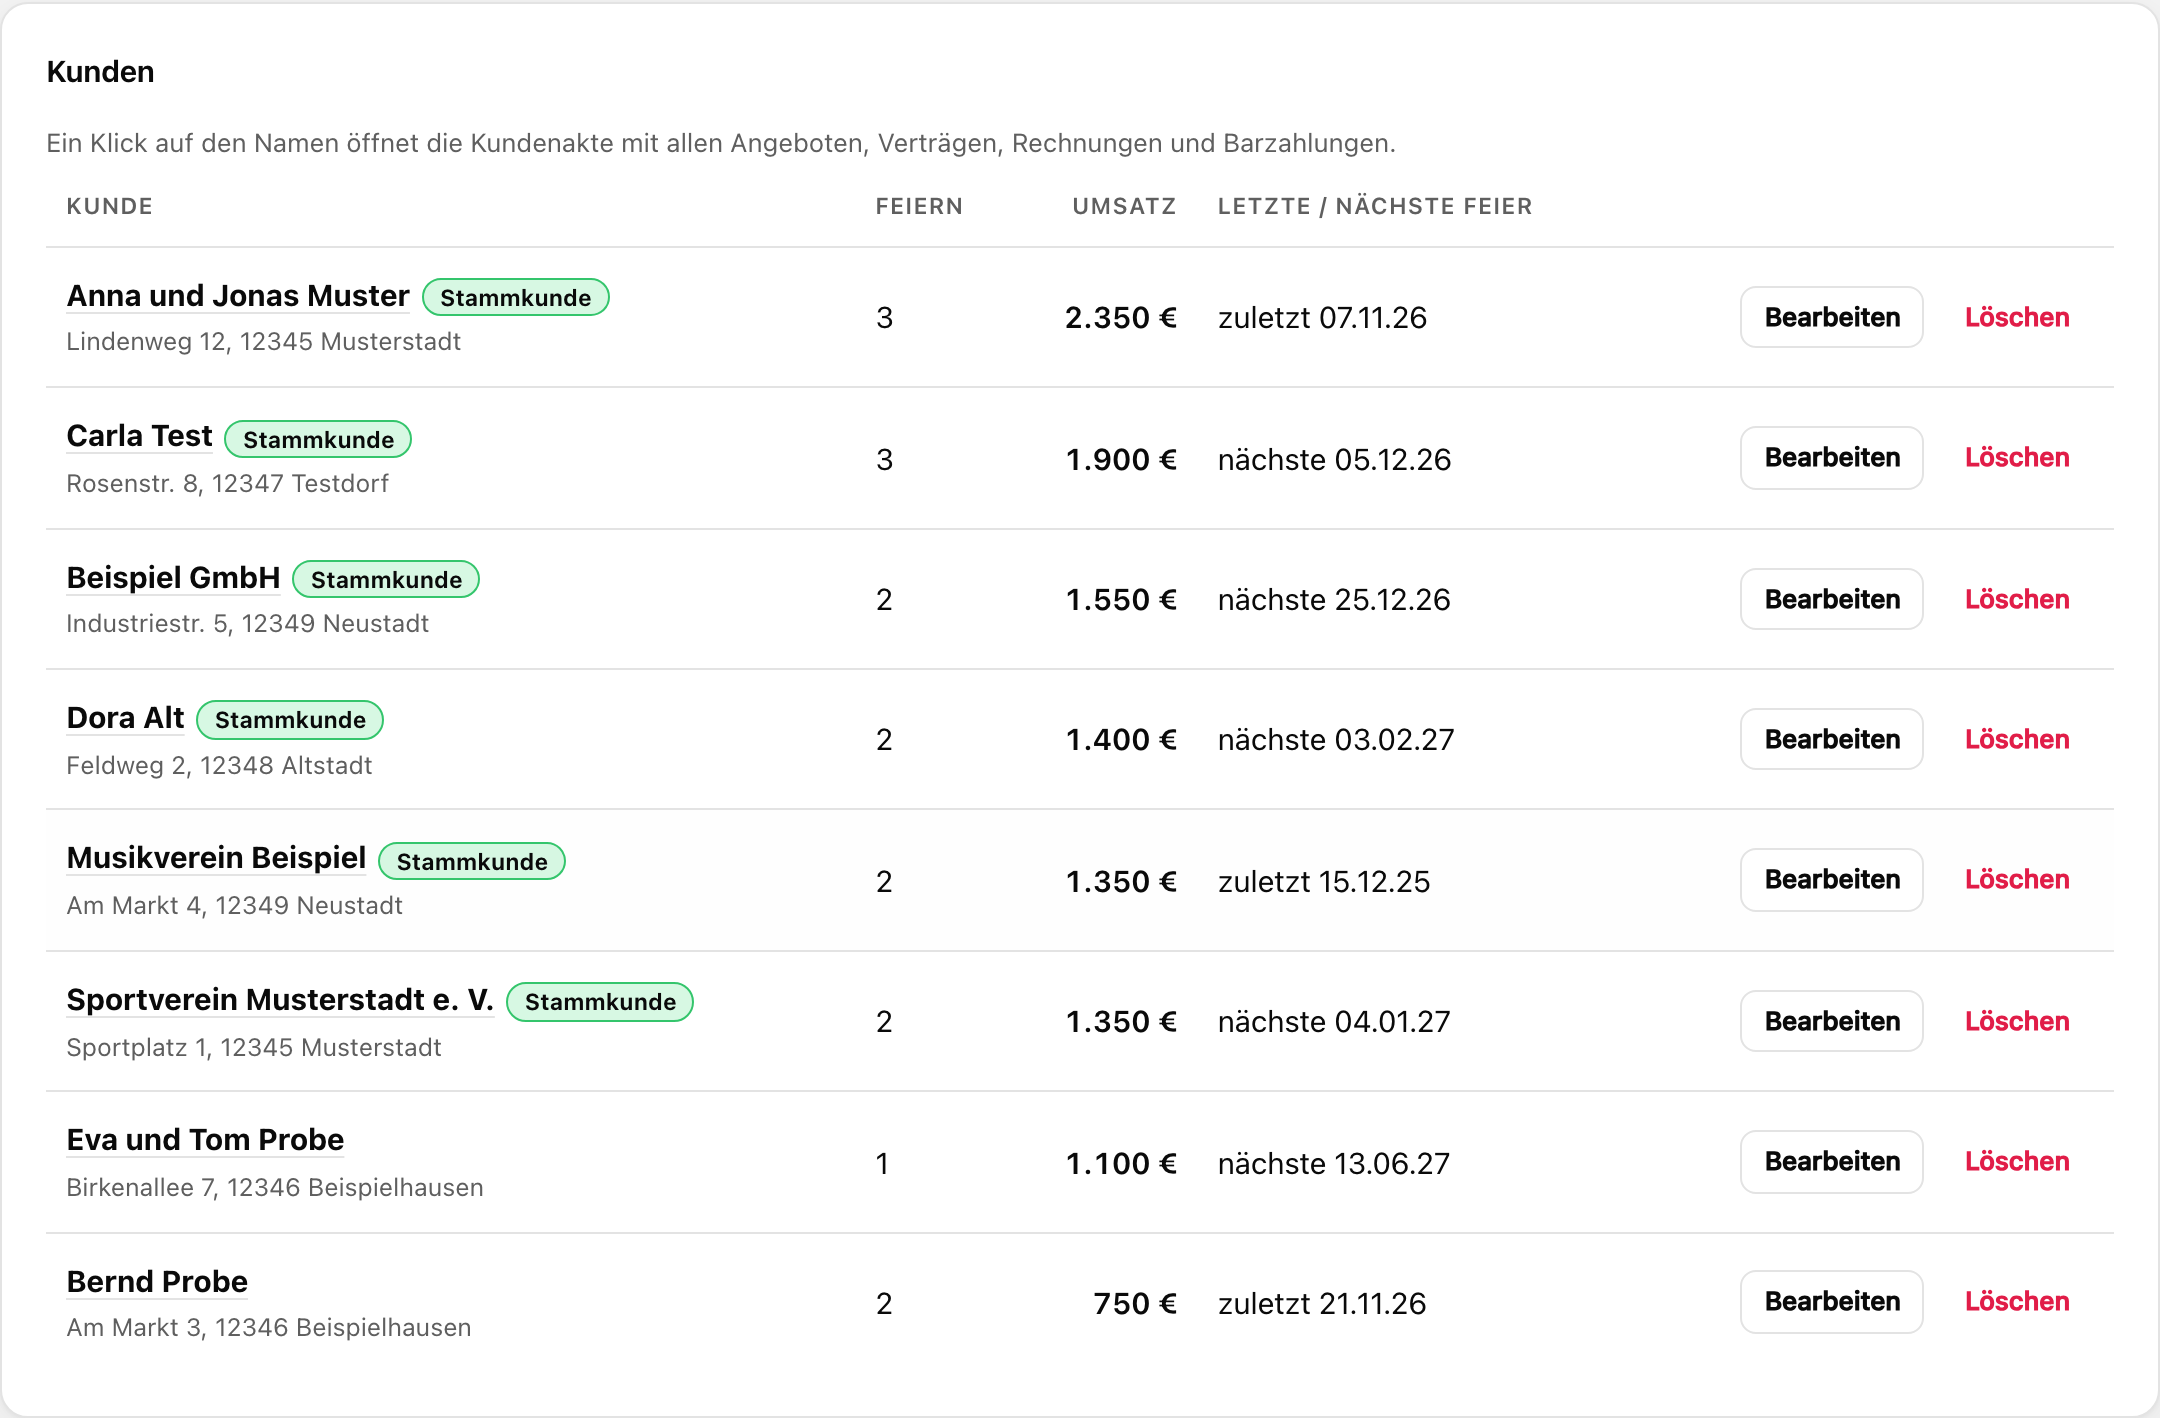 Kunden
Ein Klick auf den Namen öffnet die Kundenakte mit allen Angeboten, Verträgen, Rechnungen und Barzahlungen.
KUNDE FEIERN UMSATZ LETZTE / NÄCHSTE FEIER
Anna und Jonas Muster Stammkunde
Lindenweg 12, 12345 Musterstadt
3 2.350 € zuletzt 07.11.26 Bearbeiten Löschen
Carla Test Stammkunde
Rosenstr. 8, 12347 Testdorf
3 1.900 € nächste 05.12.26 Bearbeiten Löschen
Beispiel GmbH Stammkunde
Industriestr. 5, 12349 Neustadt
2 1.550 € nächste 25.12.26 Bearbeiten Löschen
Dora Alt Stammkunde
Feldweg 2, 12348 Altstadt
2 1.400 € nächste 03.02.27 Bearbeiten Löschen
Musikverein Beispiel Stammkunde
Am Markt 4, 12349 Neustadt
2 1.350 € zuletzt 15.12.25 Bearbeiten Löschen
Sportverein Musterstadt e. V. Stammkunde
Sportplatz 1, 12345 Musterstadt
2 1.350 € nächste 04.01.27 Bearbeiten Löschen
Eva und Tom Probe
Birkenallee 7, 12346 Beispielhausen
1 1.100 € nächste 13.06.27 Bearbeiten Löschen
Bernd Probe
Am Markt 3, 12346 Beispielhausen
2 750 € zuletzt 21.11.26 Bearbeiten Löschen